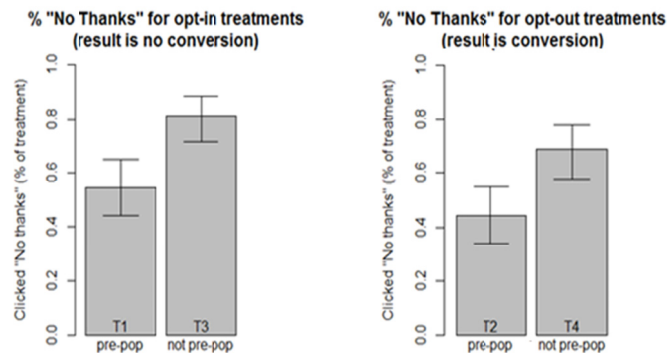 % "No Thanks" for opt-in treatments
(result is no conversion)
Clicked "No thanks" (% of treatment)
1.0
0.8
0.6
0.4
0.2
0.0
T1
T3
pre-pop
not pre-pop
% "No Thanks" for opt-out treatments
(result is conversion)
Clicked "No thanks" (% of treatment)
1.0
0.8
0.6
0.4
0.2
0.0
T2
T4
pre-pop
not pre-pop